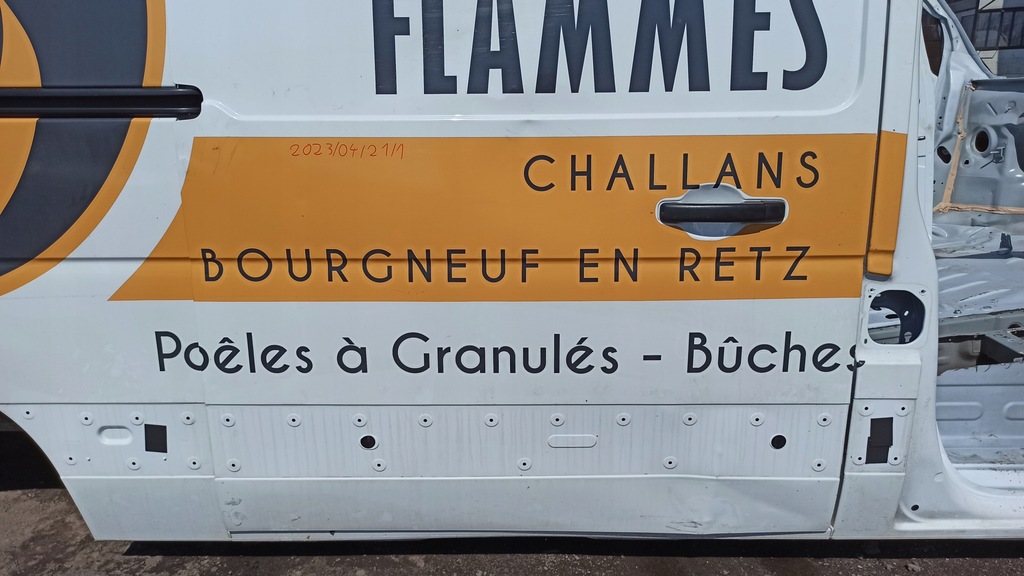 FLAMMES
2023/04/21/1
CHALLANS
BOURGNEUF EN RETZ
Poêles à Granulés - Bûches